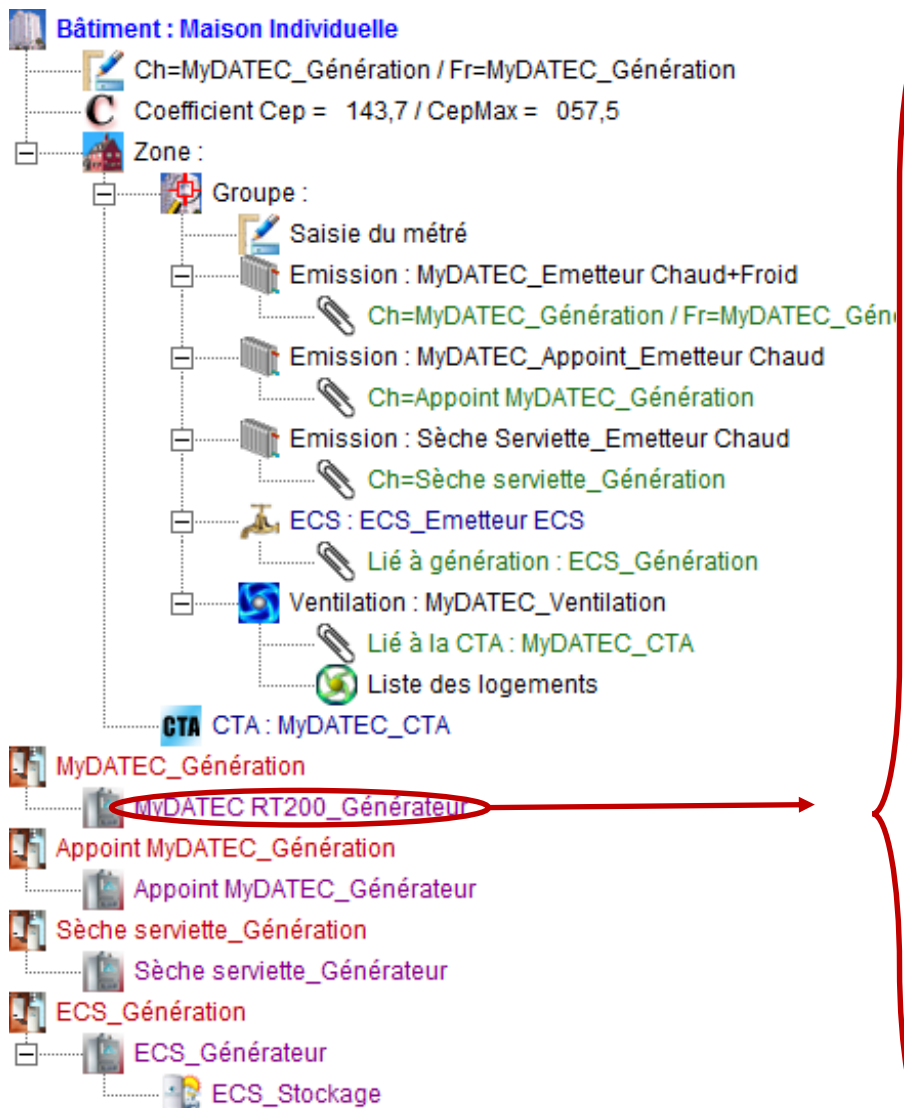 Bâtiment : Maison Individuelle
Ch=MyDATEC_Génération / Fr=MyDATEC_Génération
C Coefficient Cep = 143,7 / CepMax = 057,5
Zone :
Groupe :
Saisie du métré
Emission : MyDATEC_Emetteur Chaud+Froid
Ch=MyDATEC_Génération / Fr=MyDATEC_Géné
Emission : MyDATEC_Appoint_Emetteur Chaud
Ch=Appoint MyDATEC_Génération
Emission : Sèche Serviette_Emetteur Chaud
Ch=Sèche serviette_Génération
ECS : ECS_Emetteur ECS
Lié à génération : ECS_Génération
Ventilation : MyDATEC_Ventilation
Lié à la CTA : MyDATEC_CTA
Liste des logements
CTA CTA : MyDATEC_CTA
MyDATEC_Génération
MyDATEC RT200_Générateur
Appoint MyDATEC_Génération
Appoint MyDATEC_Générateur
Sèche serviette_Génération
Sèche serviette_Générateur
ECS_Génération
ECS_Générateur
ECS_Stockage